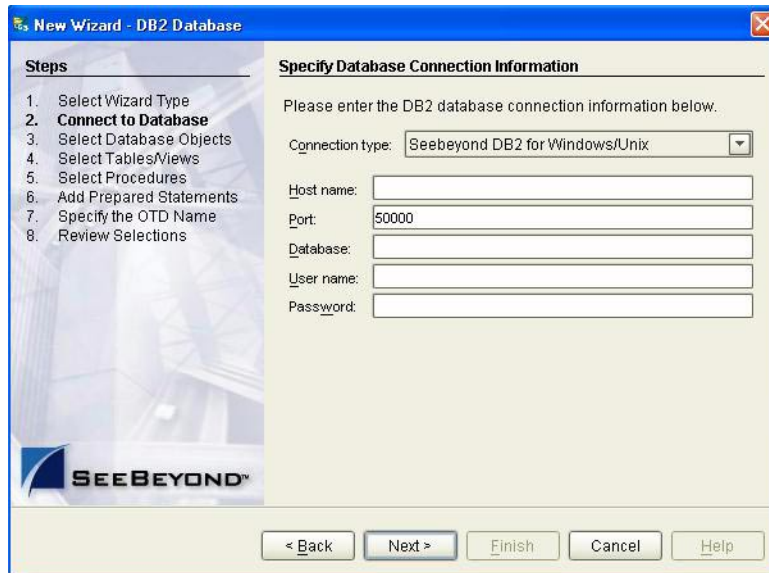 New Wizard - DB2 Database
Steps
1. Select Wizard Type
2. Connect to Database
3. Select Database Objects
4. Select Tables/Views
5. Select Procedures
6. Add Prepared Statements
7. Specify the OTD Name
8. Review Selections
SEEBEYOND™
Specify Database Connection Information
Please enter the DB2 database connection information below.
Connection type: Seebeyond DB2 for Windows/Unix
Host name:
Port: 50000
Database:
User name:
Password:
< Back Next > Finish Cancel Help